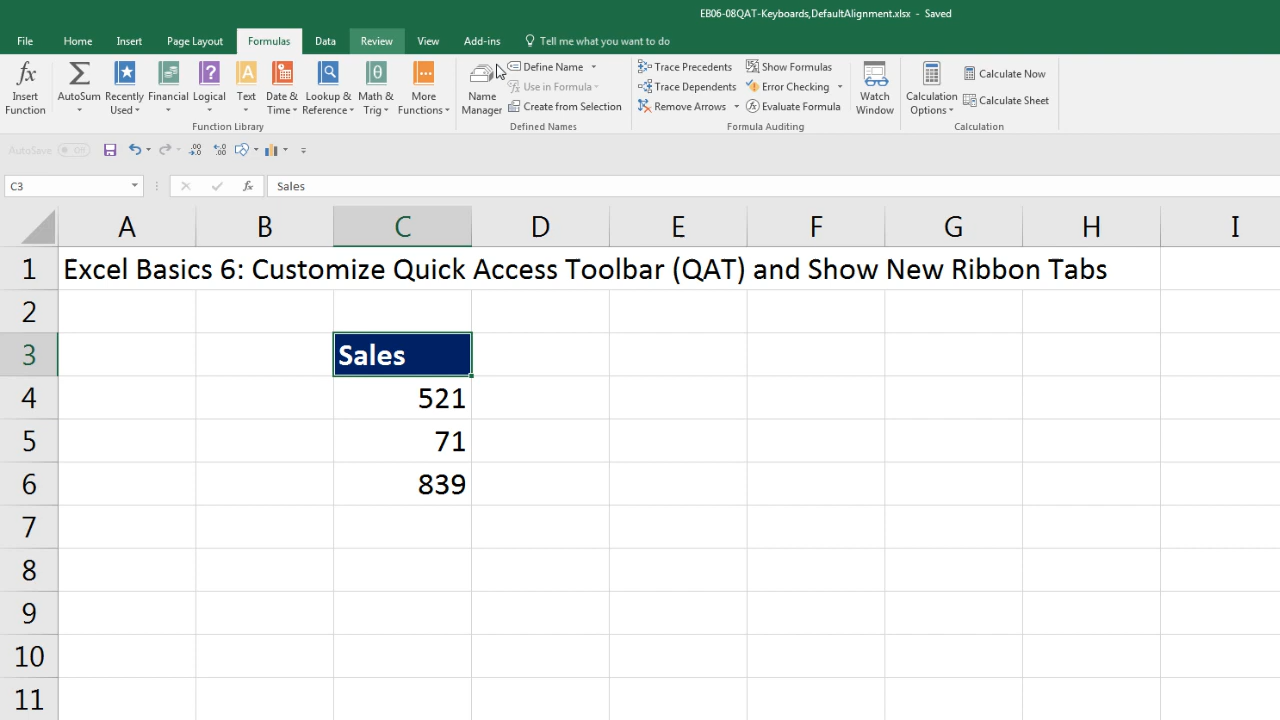 EB06-08QAT-Keyboards,DefaultAlignment.xlsx - Saved
File Home Insert Page Layout Formulas Data Review View Add-ins Tell me what you want to do
fx Insert Function
Σ AutoSum
Recently Used
Financial
? Logical
A Text
Date & Time
Lookup & Reference
θ Math & Trig
More Functions
Function Library
Name Manager
Define Name
Use in Formula
Create from Selection
Defined Names
Trace Precedents
Trace Dependents
Remove Arrows
Show Formulas
Error Checking
fx Evaluate Formula
Formula Auditing
Watch Window
Calculation Options
Calculate Now
Calculate Sheet
Calculation
AutoSave Off
C3 fx Sales
A B C D E F G H I
1 Excel Basics 6: Customize Quick Access Toolbar (QAT) and Show New Ribbon Tabs
2
3 Sales
4 521
5 71
6 839
7
8
9
10
11